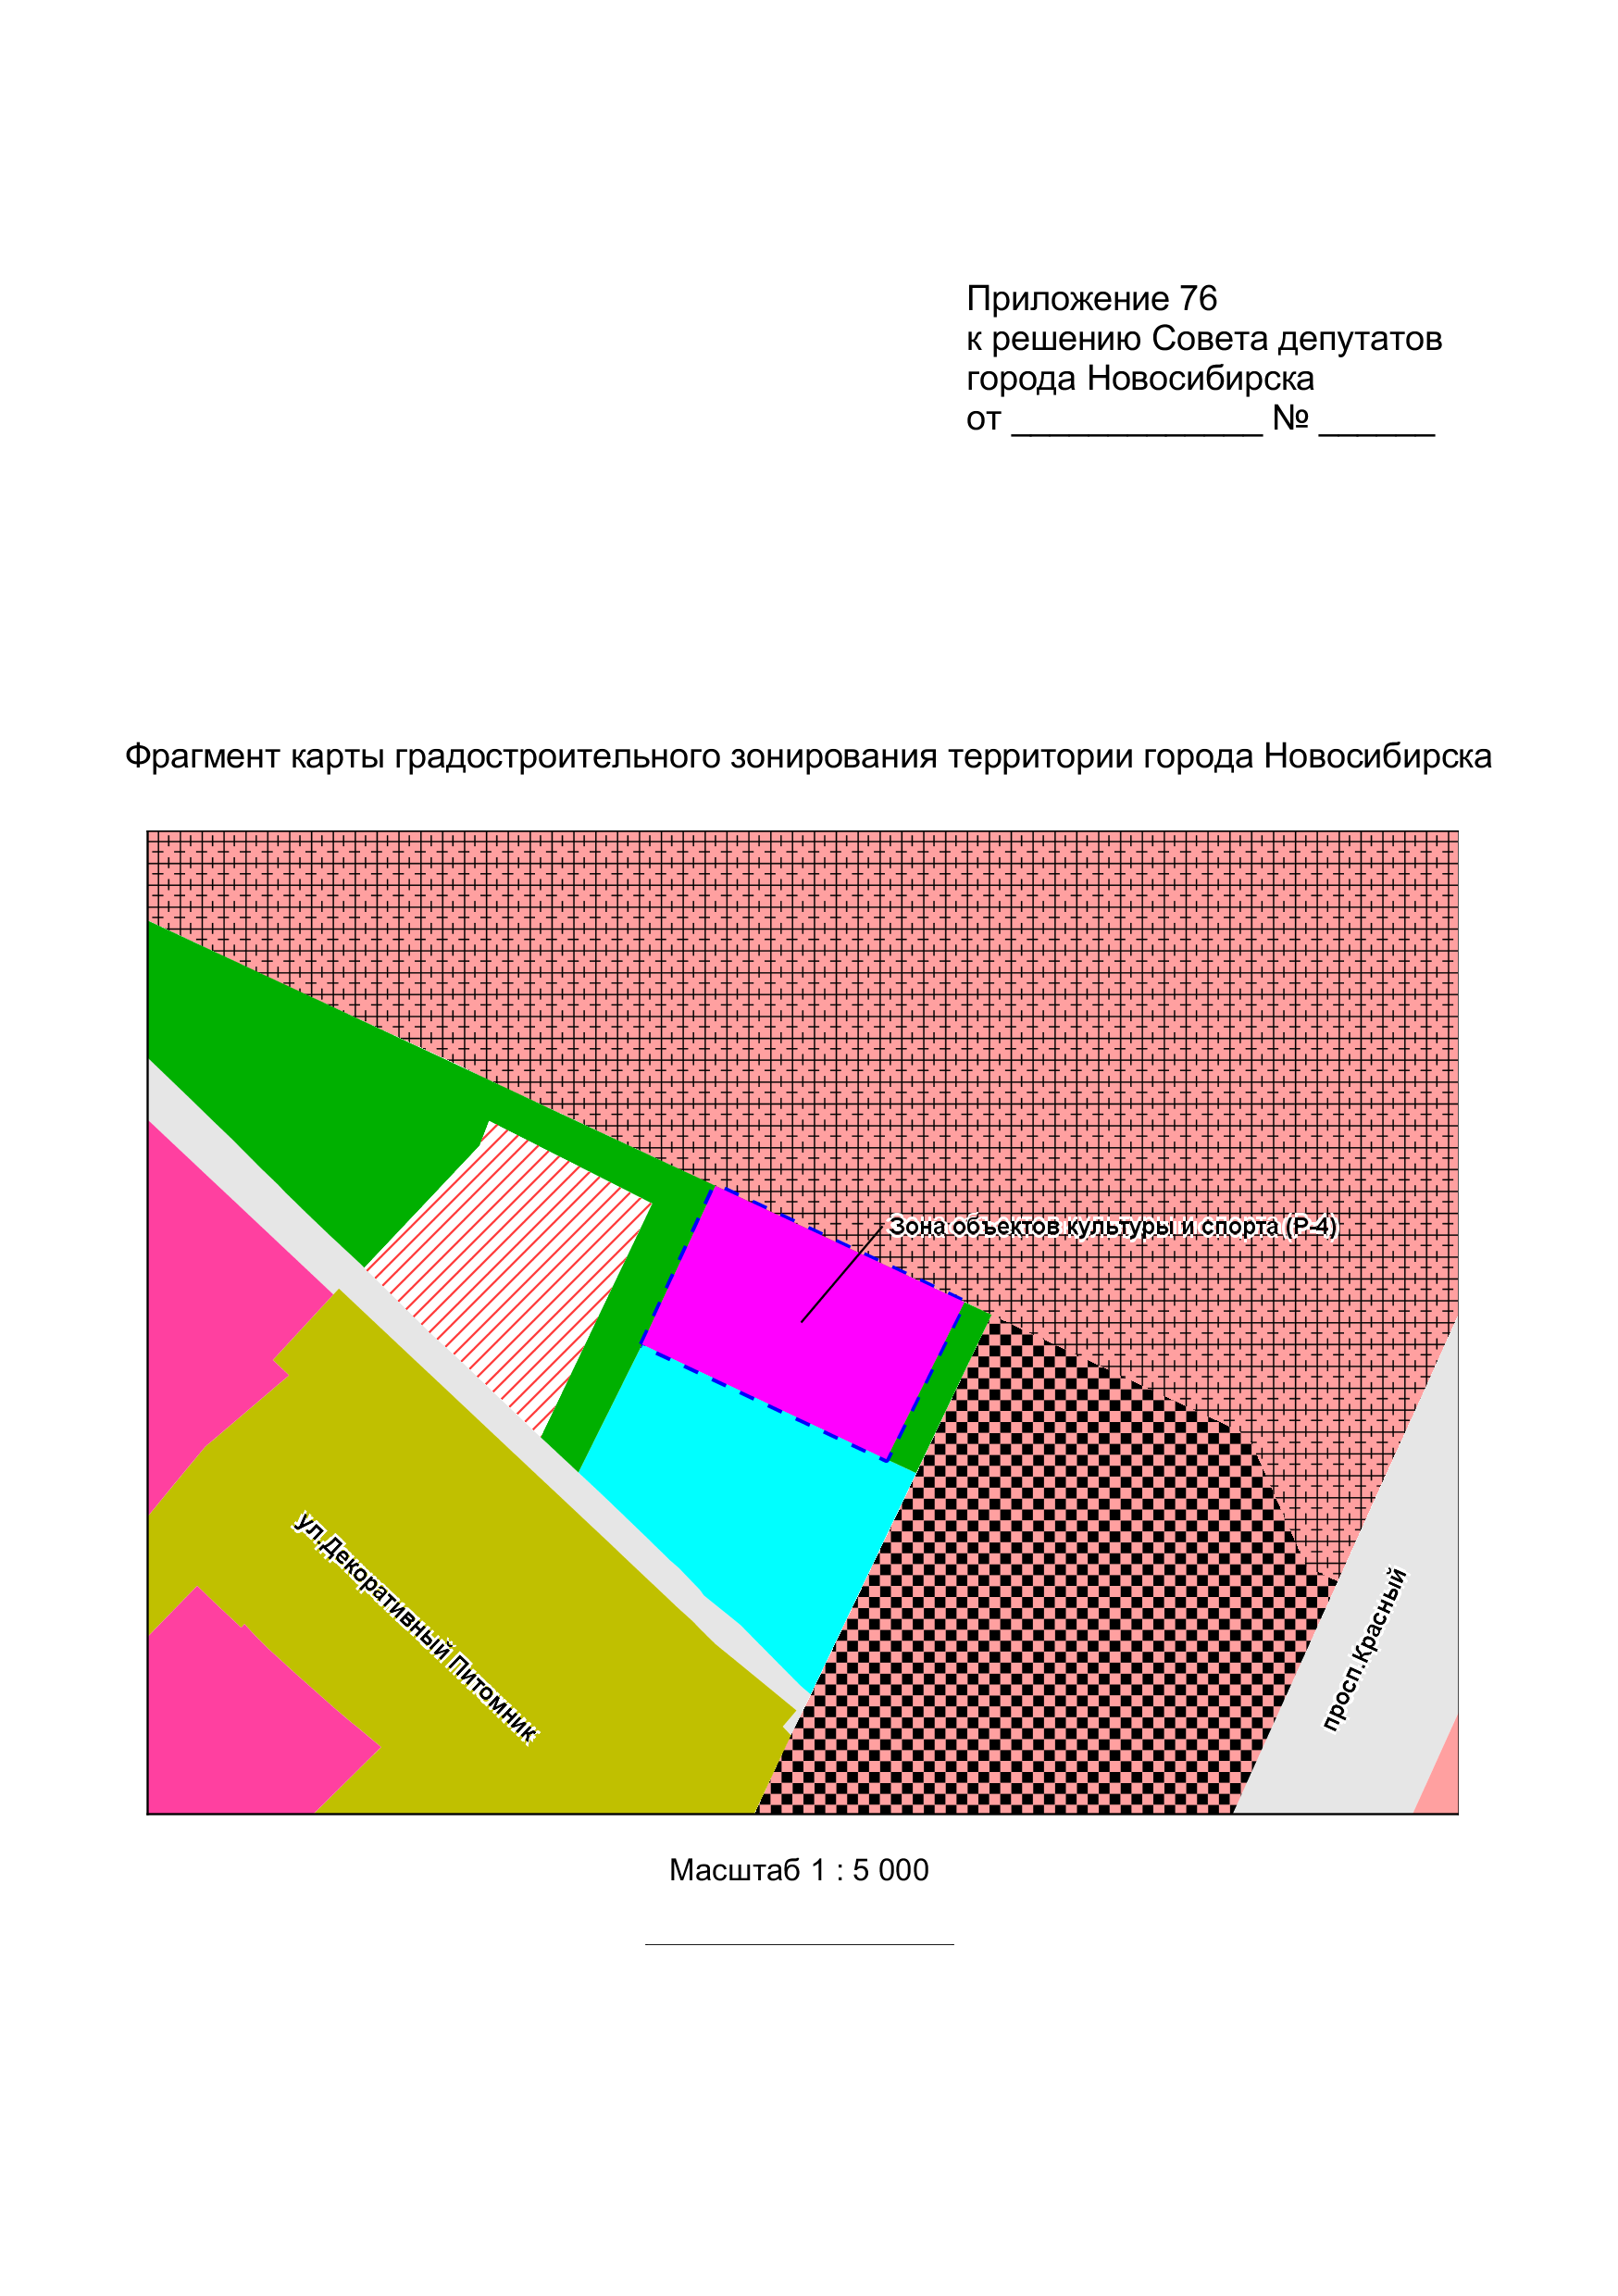 Приложение 76
к решению Совета депутатов
города Новосибирска
от _____________ № ______
Фрагмент карты градостроительного зонирования территории города Новосибирска
Зона объектов культуры и спорта (Р-4)
ул.Декоративный Питомник
просп.Красный
Масштаб 1 : 5 000